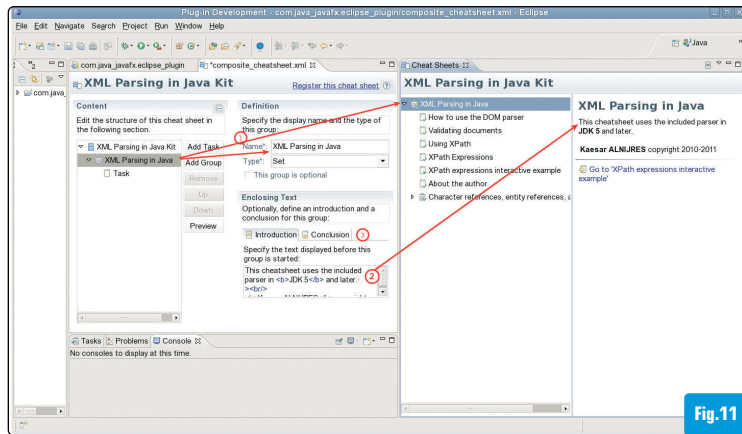 Plug-in Development - com.java_javafx.eclipse_plugin/composite_cheatsheet.xml - Eclipse
File Edit Navigate Search Project Run Window Help
Java
com.java_javafx.eclipse_plugin
*composite_cheatsheet.xml
Cheat Sheets
com.java_
XML Parsing in Java Kit
Register this cheat sheet
Content
Edit the structure of this cheat sheet in
the following section.
XML Parsing in Java Kit
XML Parsing in Java
Task
Add Task
Add Group
Remove
Up
Down
Preview
Definition
Specify the display name and the type of
this group:
1
Name*: XML Parsing in Java
Type*: Set
This group is optional
Enclosing Text
Optionally, define an introduction and a
conclusion for this group:
Introduction Conclusion 3
Specify the text displayed before this
group is started:
This cheatsheet uses the included
parser in <b>JDK 5</b> and later.
><br/>
2
Tasks Problems Console
No consoles to display at this time.
XML Parsing in Java Kit
XML Parsing in Java
How to use the DOM parser
Validating documents
Using XPath
XPath Expressions
XPath expressions interactive example
About the author
Character references, entity references, a
XML Parsing in Java
This cheatsheet uses the included parser in
JDK 5 and later.
Kaesar ALNIJRES copyright 2010-2011
Go to 'XPath expressions interactive
example'
Fig.11